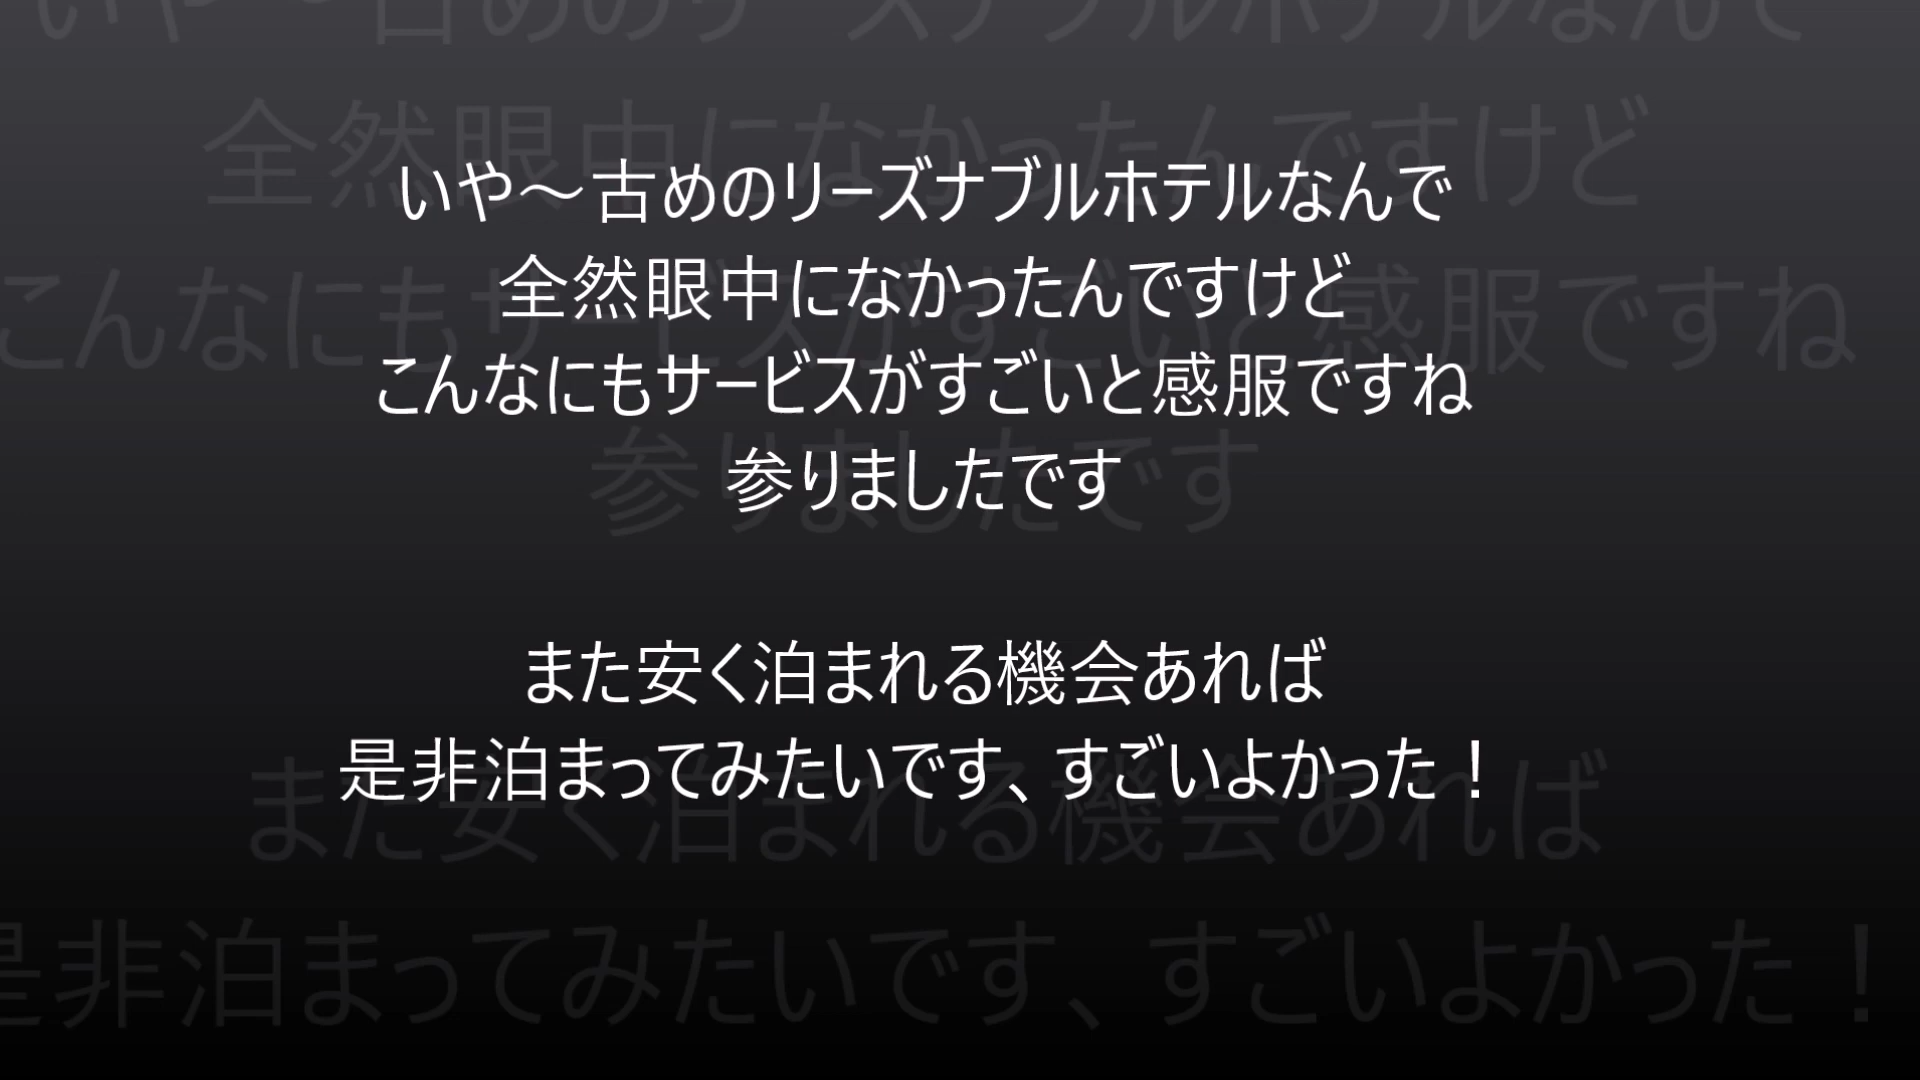 いや～古めのリーズナブルホテルなんで
全然眼中になかったんですけど
こんなにもサービスがすごいと感服ですね
参りましたです
また安く泊まれる機会あれば
是非泊まってみたいです、すごいよかった！